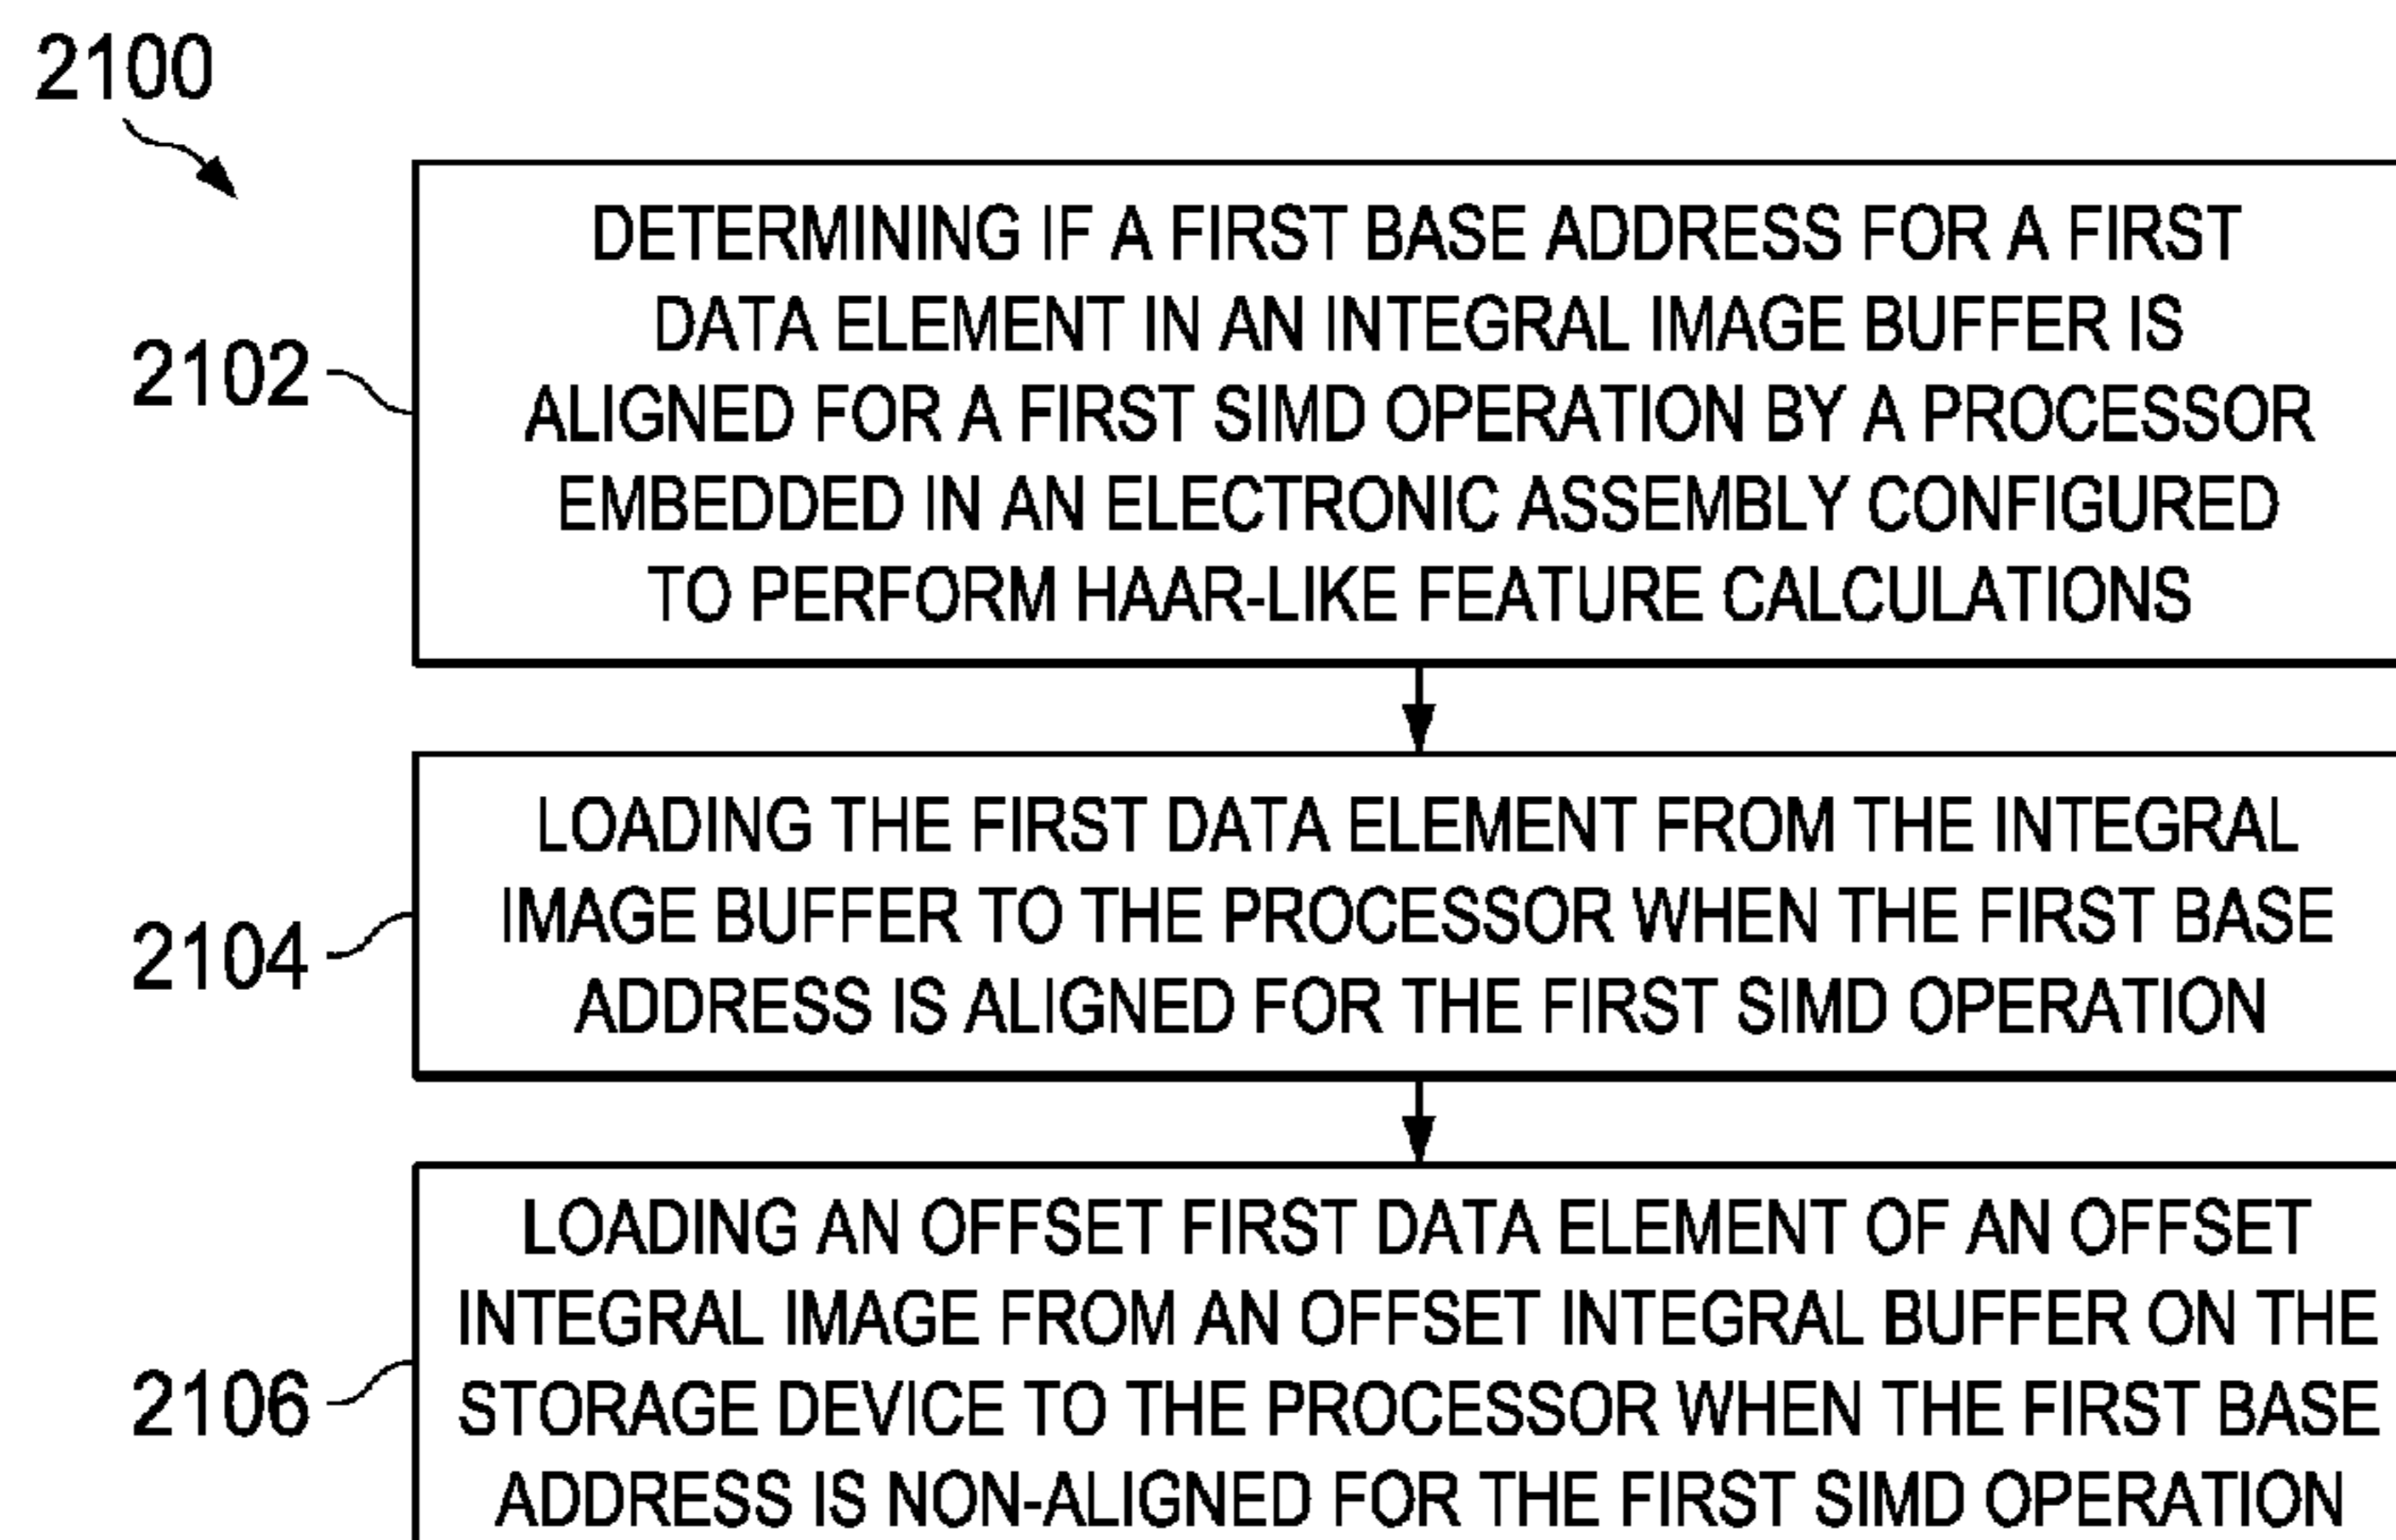 2100
DETERMINING IF A FIRST BASE ADDRESS FOR A FIRST
DATA ELEMENT IN AN INTEGRAL IMAGE BUFFER IS
ALIGNED FOR A FIRST SIMD OPERATION BY A PROCESSOR
EMBEDDED IN AN ELECTRONIC ASSEMBLY CONFIGURED
TO PERFORM HAAR-LIKE FEATURE CALCULATIONS
2102
LOADING THE FIRST DATA ELEMENT FROM THE INTEGRAL
IMAGE BUFFER TO THE PROCESSOR WHEN THE FIRST BASE
ADDRESS IS ALIGNED FOR THE FIRST SIMD OPERATION
2104
LOADING AN OFFSET FIRST DATA ELEMENT OF AN OFFSET
INTEGRAL IMAGE FROM AN OFFSET INTEGRAL BUFFER ON THE
STORAGE DEVICE TO THE PROCESSOR WHEN THE FIRST BASE
ADDRESS IS NON-ALIGNED FOR THE FIRST SIMD OPERATION
2106